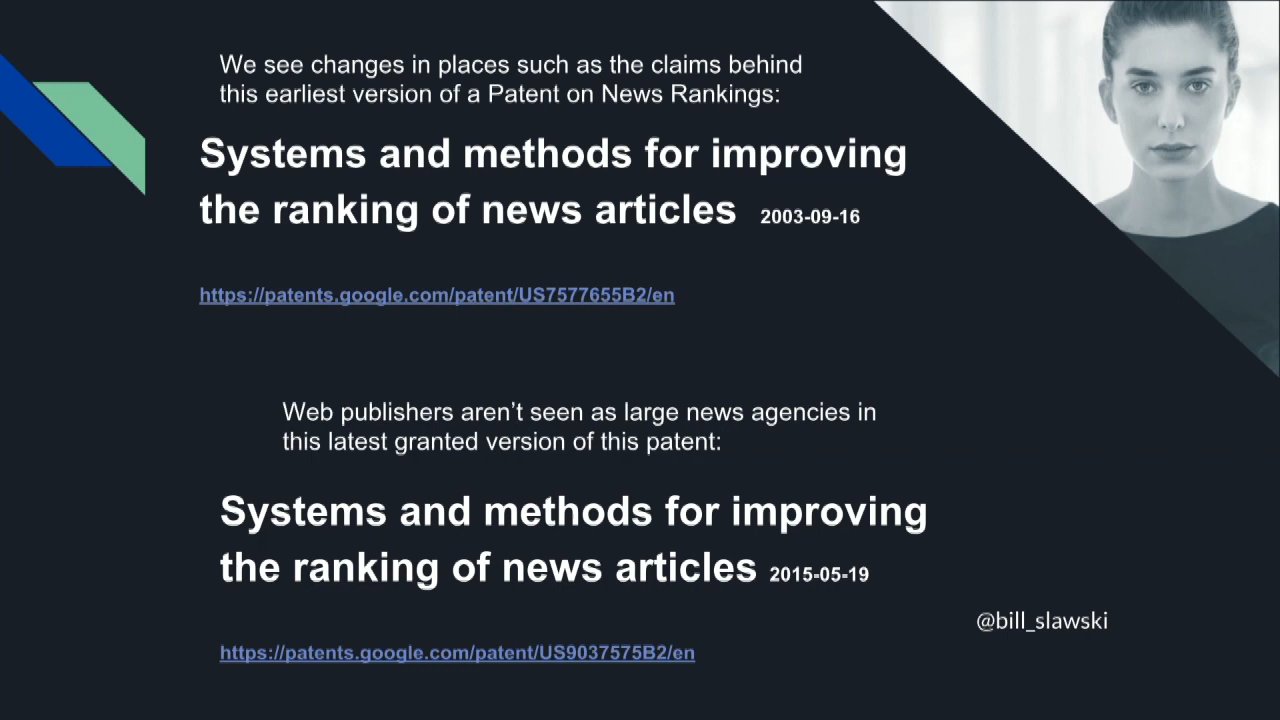 We see changes in places such as the claims behind
this earliest version of a Patent on News Rankings:
Systems and methods for improving
the ranking of news articles 2003-09-16
https://patents.google.com/patent/US7577655B2/en
Web publishers aren’t seen as large news agencies in
this latest granted version of this patent:
Systems and methods for improving
the ranking of news articles 2015-05-19
@bill_slawski
https://patents.google.com/patent/US9037575B2/en